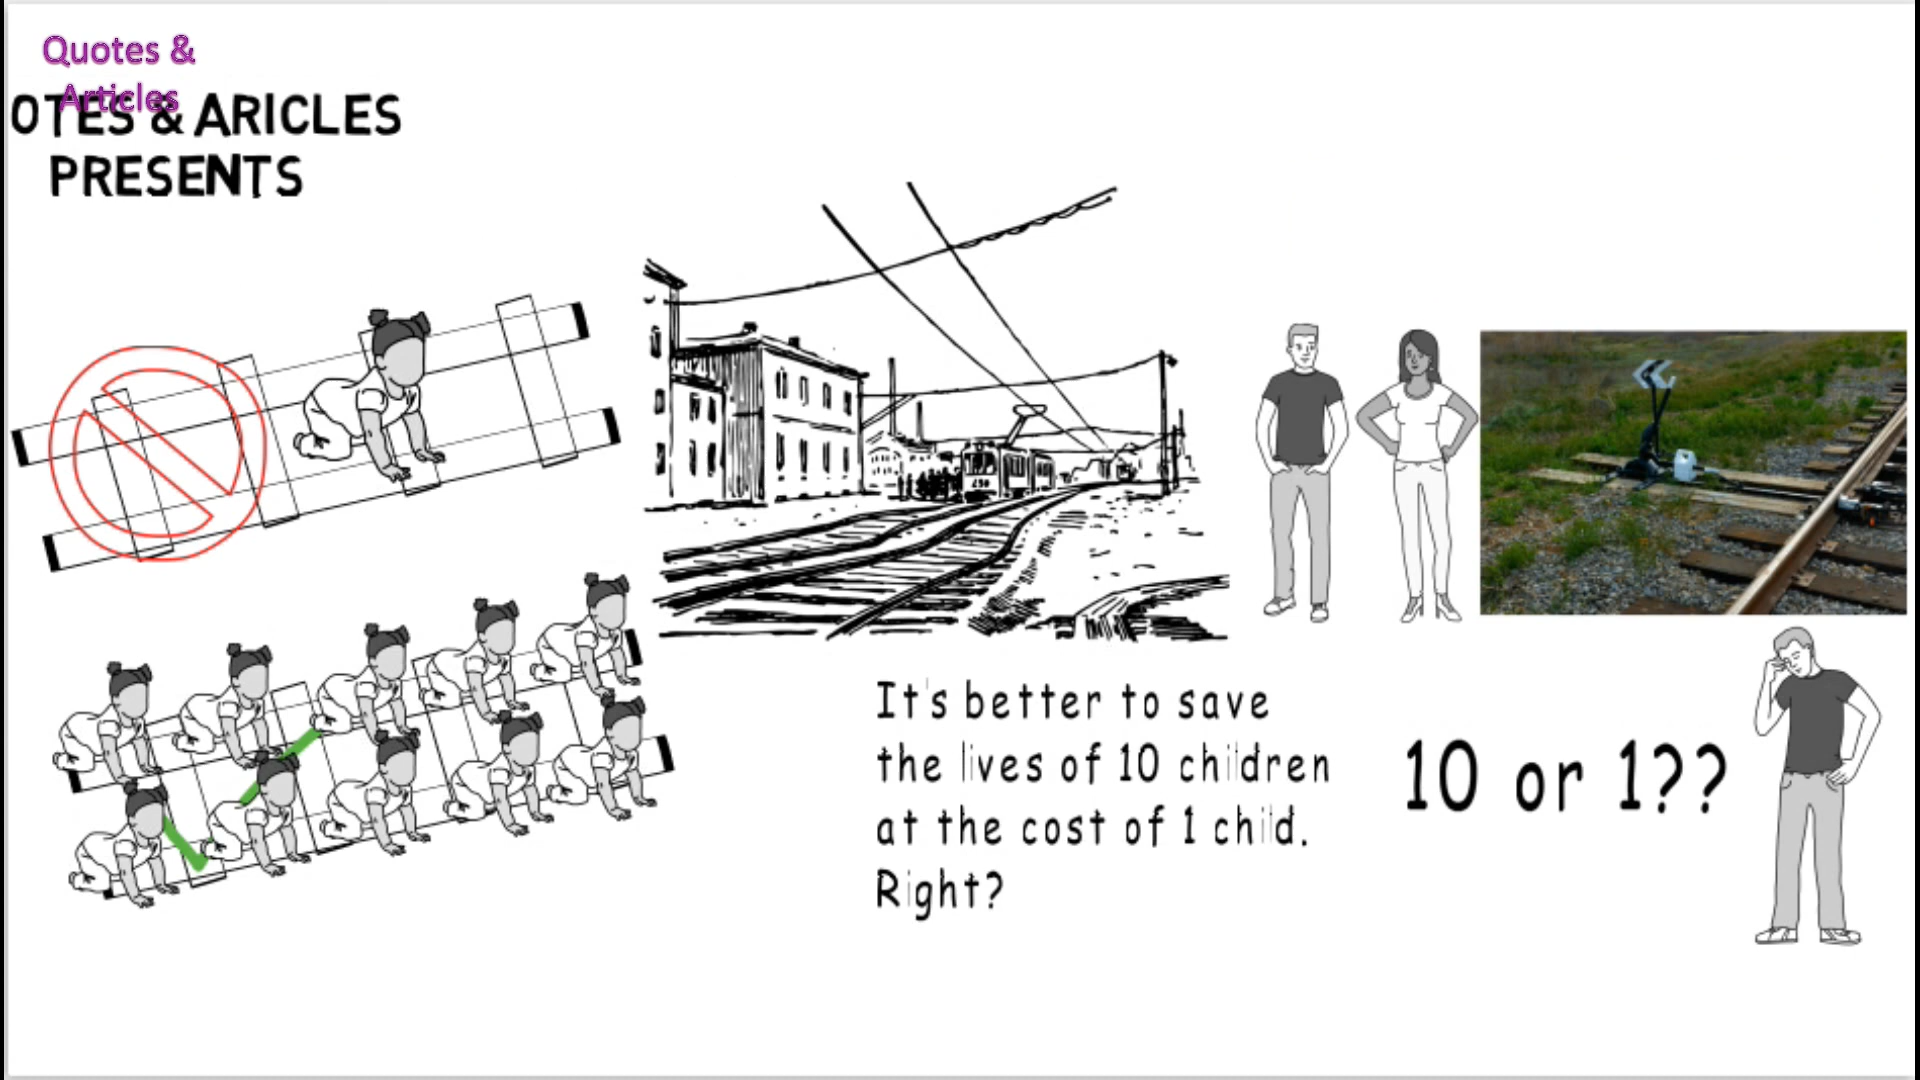 Quotes &
Articles
OTES & ARICLES
PRESENTS
It's better to save
the lives of 10 children
at the cost of 1 child.
Right?
10 or 1??